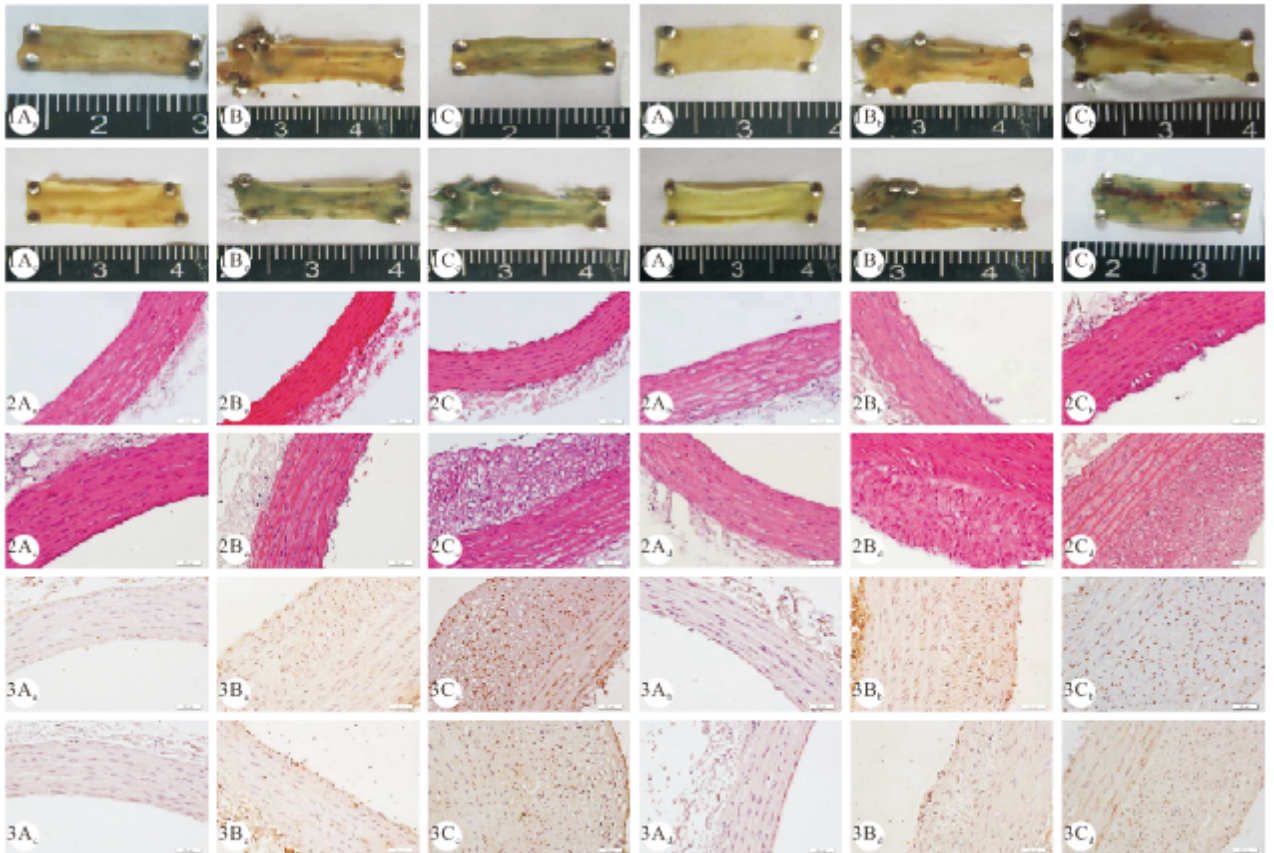 1Aa 2 3 1Ba 3 4 1Ca 2 3 1Ab 3 4 1Bb 3 4 1Cb 3 4
1Ac 3 4 1Bc 3 4 1Cc 3 4 1Ad 3 4 1Bd 3 4 1Cd 2 3
2Aa 2Ba 2Ca 2Ab 2Bb 2Cb
2Ac 2Bc 2Cc 2Ad 2Bd 2Cd
3Aa 3Ba 3Ca 3Ab 3Bb 3Cb
3Ac 3Bc 3Cc 3Ad 3Bd 3Cd